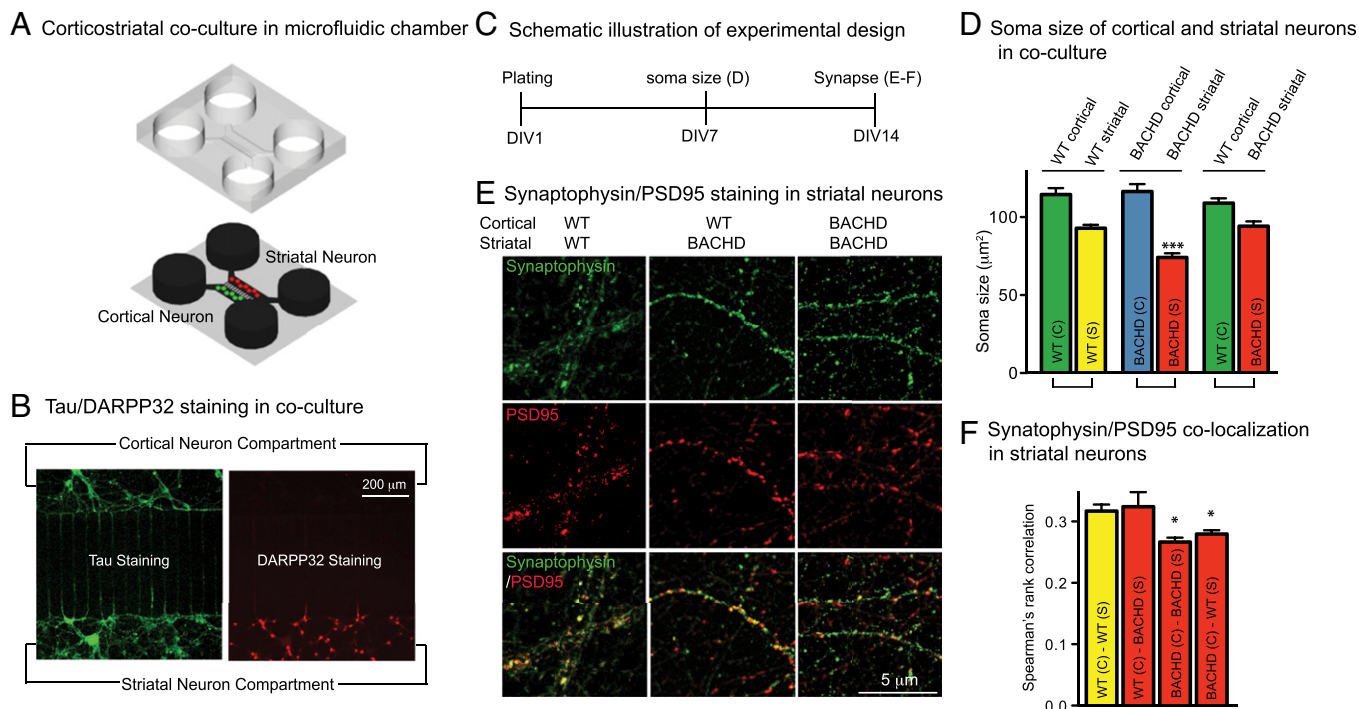 A Corticostriatal co-culture in microfluidic chamber
Striatal Neuron
Cortical Neuron
B Tau/DARPP32 staining in co-culture
Cortical Neuron Compartment
200 μm
Tau Staining
DARPP32 Staining
Striatal Neuron Compartment
C Schematic illustration of experimental design
Plating
soma size (D)
Synapse (E-F)
DIV1
DIV7
DIV14
E Synaptophysin/PSD95 staining in striatal neurons
Cortical WT WT BACHD
Striatal WT BACHD BACHD
Synaptophysin
PSD95
Synaptophysin
/PSD95
5 μm
D Soma size of cortical and striatal neurons
in co-culture
WT cortical
WT striatal
BACHD cortical
BACHD striatal
WT cortical
BACHD striatal
Soma size (μm²)
100
50
0
***
WT (C)
WT (S)
BACHD (C)
BACHD (S)
WT (C)
BACHD (S)
F Synatophysin/PSD95 co-localization
in striatal neurons
Spearman's rank correlation
0.3
0.2
0.1
0.0
*
*
WT (C) - WT (S)
WT (C) - BACHD (S)
BACHD (C) - BACHD (S)
BACHD (C) - WT (S)